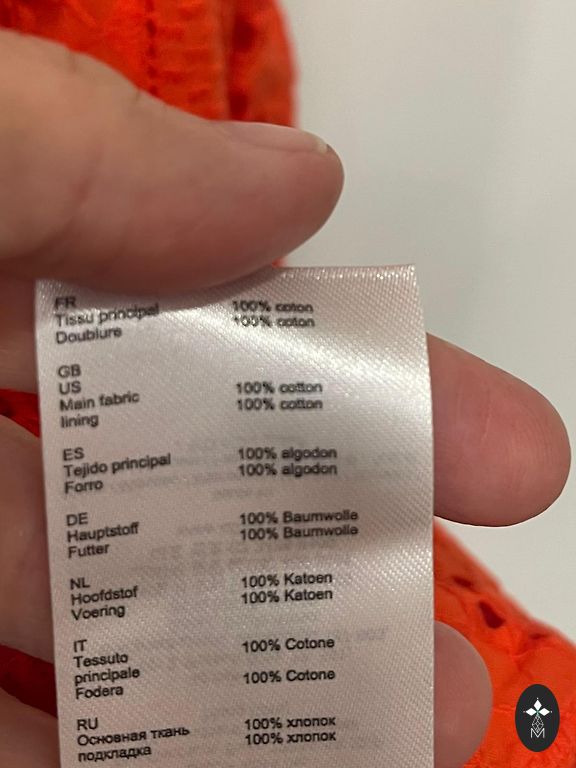 FR
Tissu principal 100% coton
Doublure 100% coton
GB
US
Main fabric 100% cotton
lining 100% cotton
ES
Tejido principal 100% algodon
Forro 100% algodon
DE
Hauptstoff 100% Baumwolle
Futter 100% Baumwolle
NL
Hoofdstof 100% Katoen
Voering 100% Katoen
IT
Tessuto 100% Cotone
principale
Fodera 100% Cotone
RU
Основная ткань 100% хлопок
подкладка 100% хлопок
M